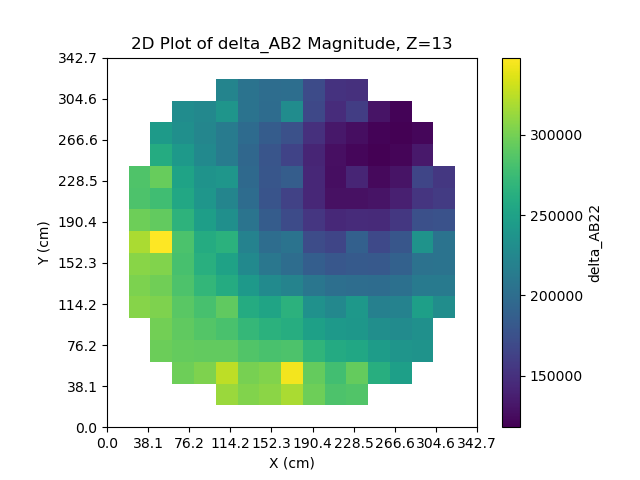 2D Plot of delta_AB2 Magnitude, Z=13
342.7
304.6
266.6
228.5
190.4
152.3
114.2
76.2
38.1
0.0
Y (cm)
0.0 38.1 76.2 114.2 152.3 190.4 228.5 266.6 304.6 342.7
X (cm)
300000
250000
200000
150000
delta_AB22